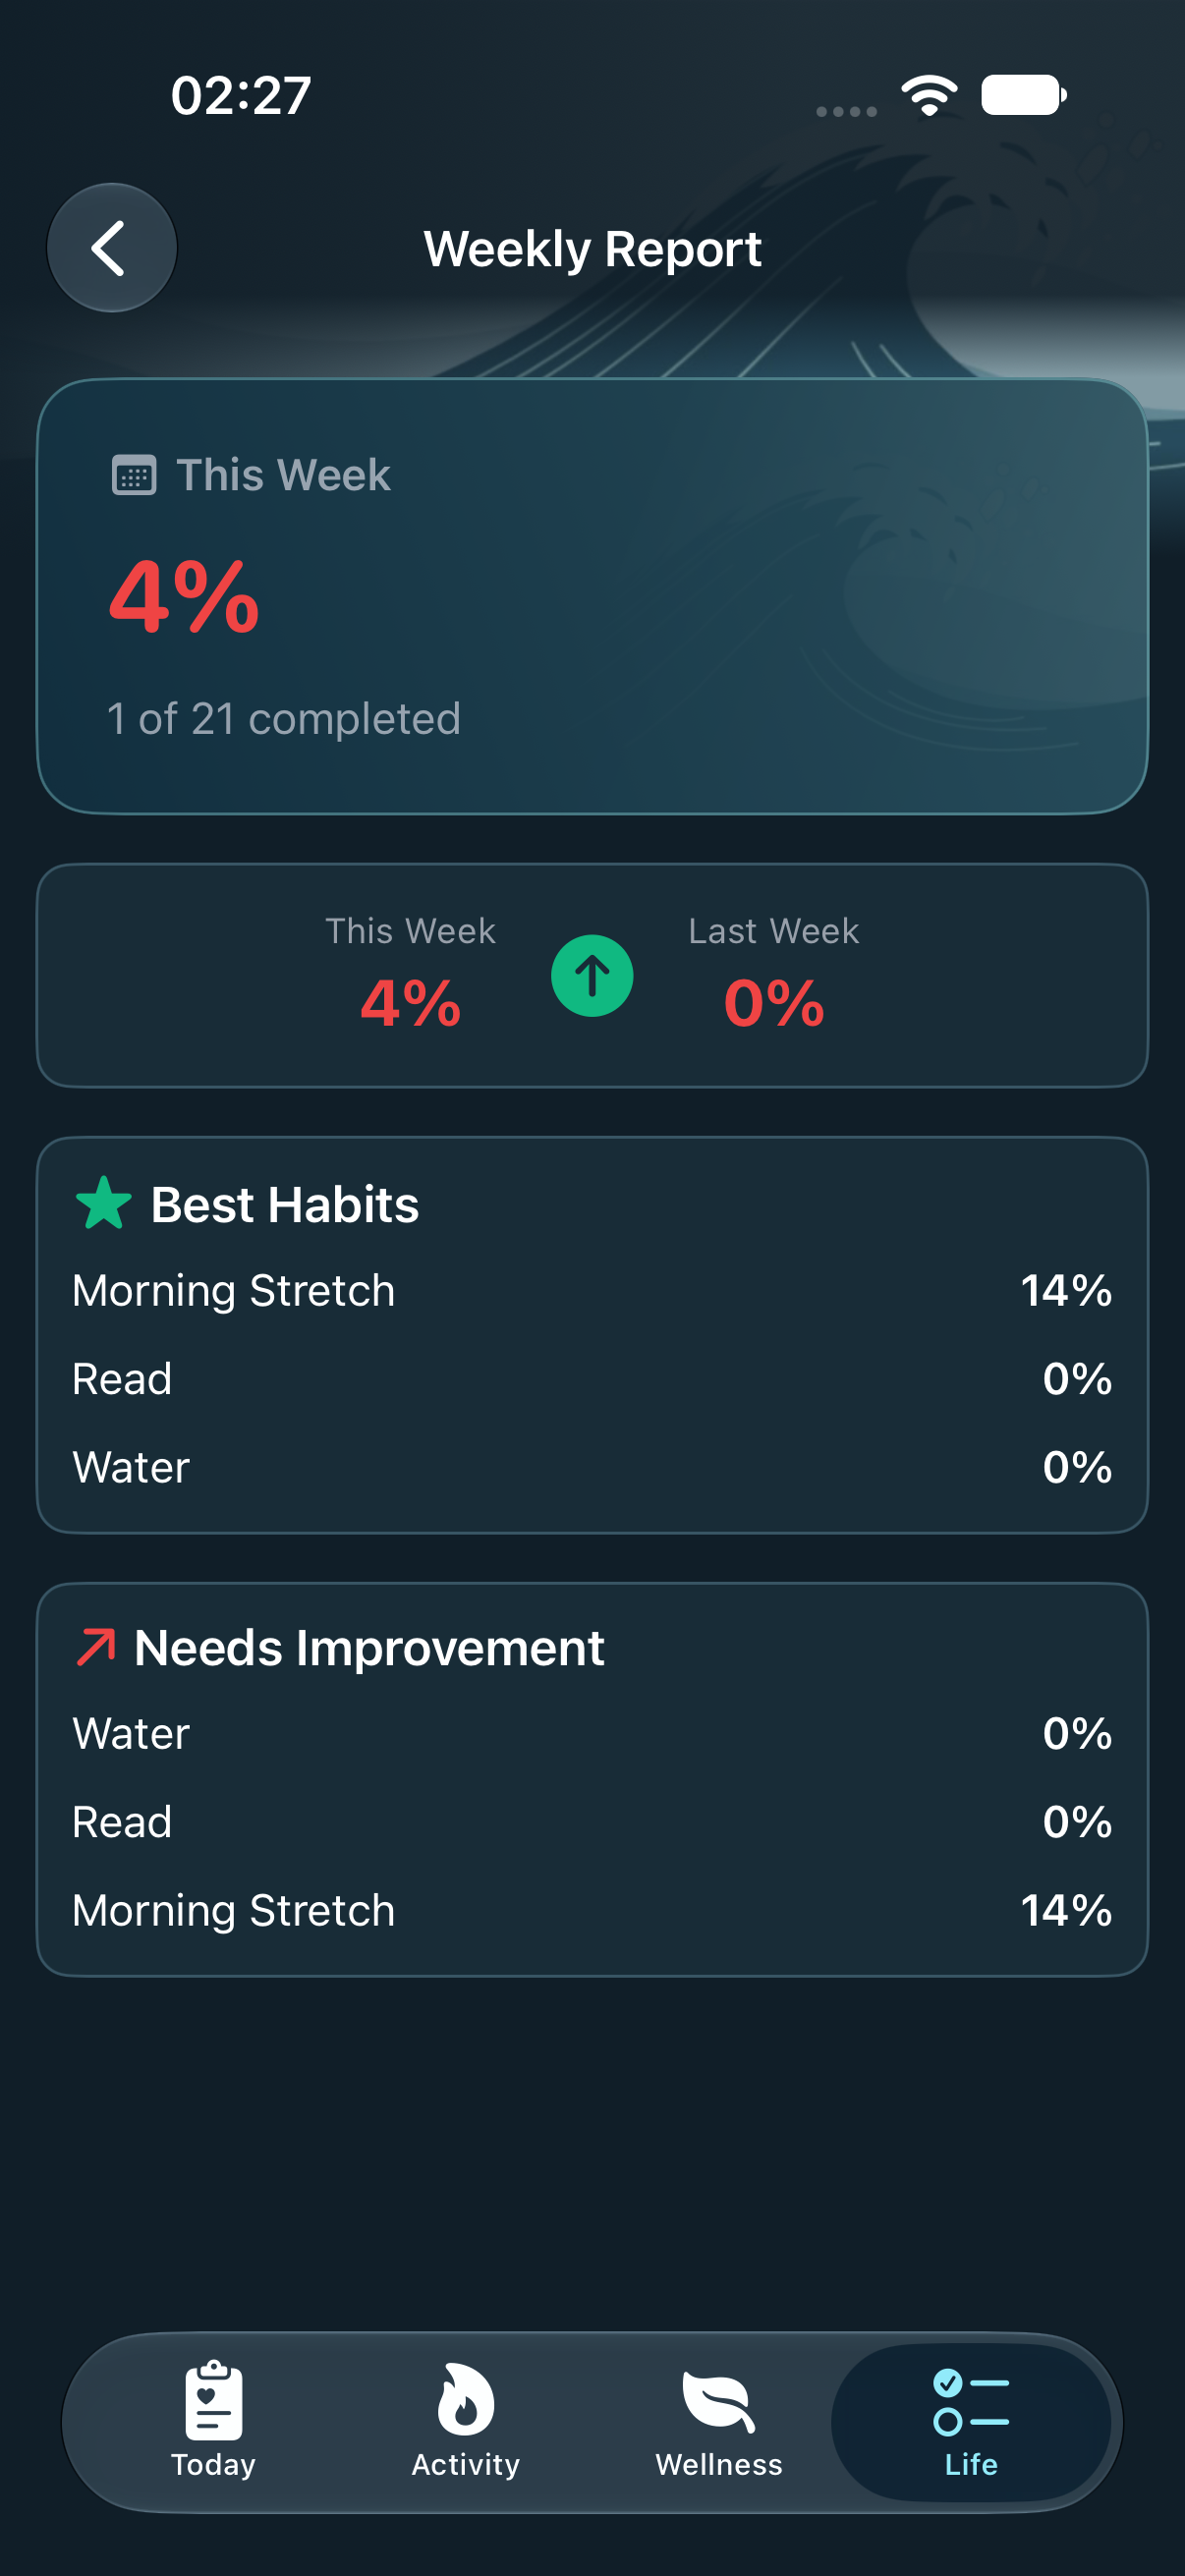 02:27
Weekly Report
This Week
4%
1 of 21 completed
This Week Last Week
4% 0%
Best Habits
Morning Stretch 14%
Read 0%
Water 0%
Needs Improvement
Water 0%
Read 0%
Morning Stretch 14%
Today Activity Wellness Life